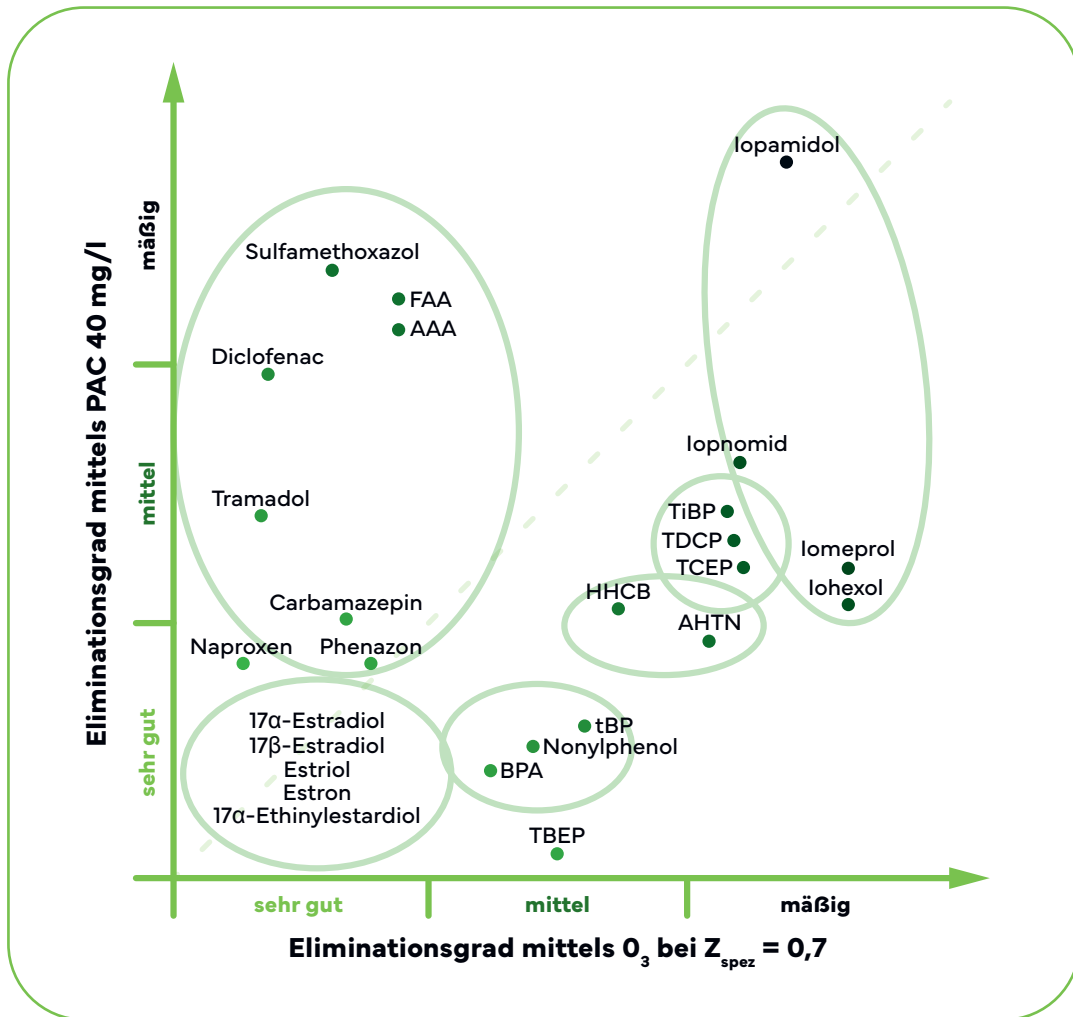 Iopamidol
Sulfamethoxazol
FAA
AAA
Diclofenac
Iopnomid
Tramadol
TiBP
TDCP
TCEP
Iomeprol
Iohexol
HHCB
AHTN
Carbamazepin
Naproxen
Phenazon
17α-Estradiol
17β-Estradiol
Estriol
Estron
17α-Ethinylestardiol
tBP
Nonylphenol
BPA
TBEP
Eliminationsgrad mittels PAC 40 mg/l
mäßig
mittel
sehr gut
sehr gut
mittel
mäßig
Eliminationsgrad mittels 0₃ bei Zspez = 0,7